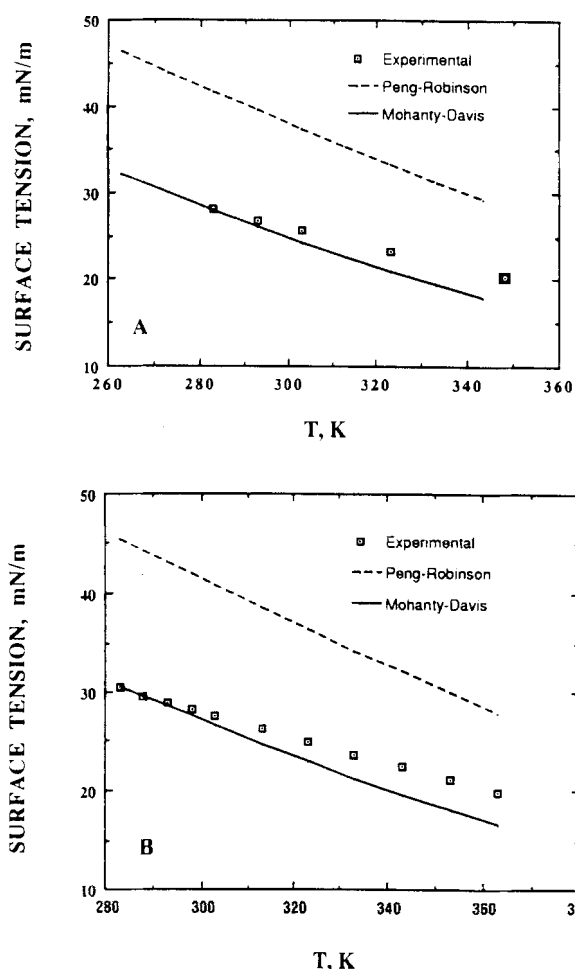 50
40
30
20
10
SURFACE TENSION, mN/m
Experimental
Peng-Robinson
Mohanty-Davis
A
260 280 300 320 340 360
T, K
50
40
30
20
10
SURFACE TENSION, mN/m
Experimental
Peng-Robinson
Mohanty-Davis
B
280 300 320 340 360 3
T, K